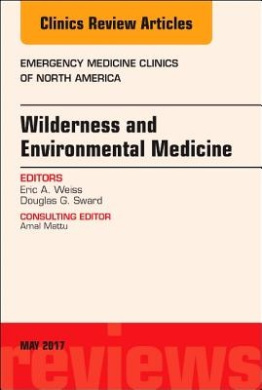 Clinics Review Articles
EMERGENCY MEDICINE CLINICS
OF NORTH AMERICA
Wilderness and
Environmental Medicine
EDITORS
Eric A. Weiss
Douglas G. Sward
CONSULTING EDITOR
Amal Mattu
MAY 2017
reviews